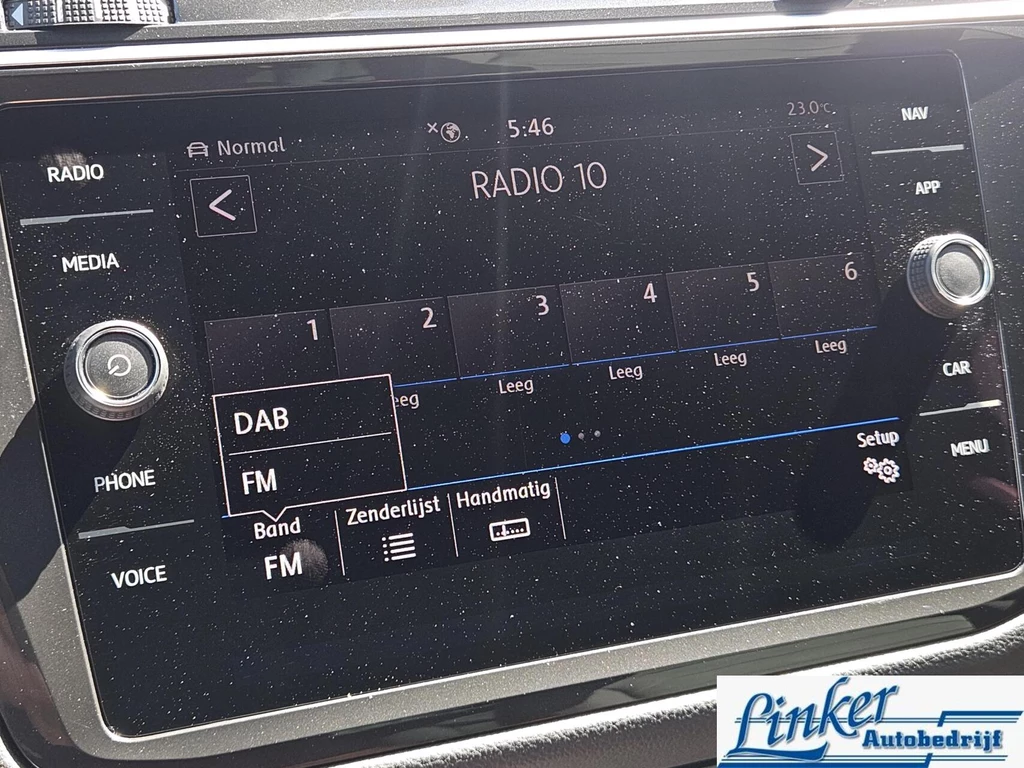 Normal
5:46
23.0°C
NAV
RADIO
RADIO 10
APP
MEDIA
1
2
3
4
5
6
eeg
Leeg
Leeg
Leeg
Leeg
CAR
DAB
FM
Setup
MENU
PHONE
Band
Zenderlijst
Handmatig
FM
VOICE
Linker
Autobedrijf